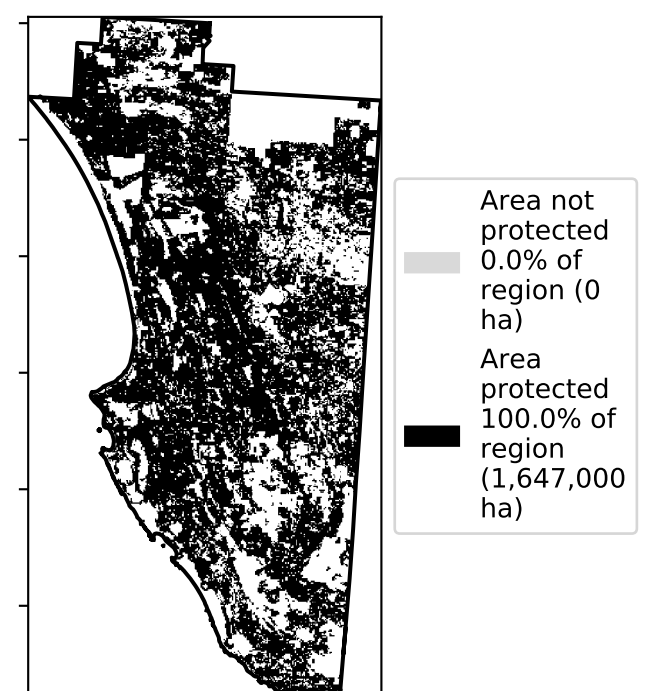 Area not
protected
0.0% of
region (0
ha)
Area
protected
100.0% of
region
(1,647,000
ha)